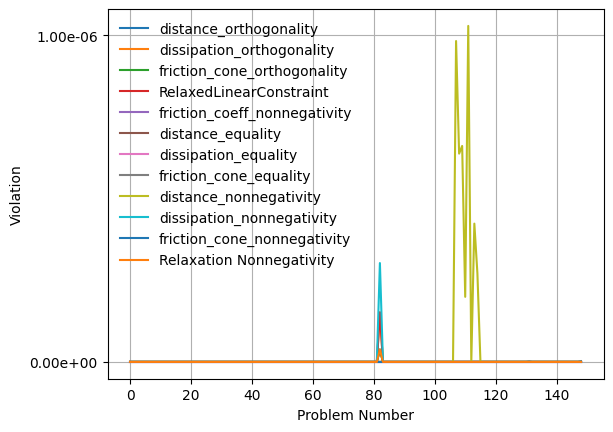 1.00e-06
0.00e+00
Violation
distance_orthogonality
dissipation_orthogonality
friction_cone_orthogonality
RelaxedLinearConstraint
friction_coeff_nonnegativity
distance_equality
dissipation_equality
friction_cone_equality
distance_nonnegativity
dissipation_nonnegativity
friction_cone_nonnegativity
Relaxation Nonnegativity
0 20 40 60 80 100 120 140
Problem Number